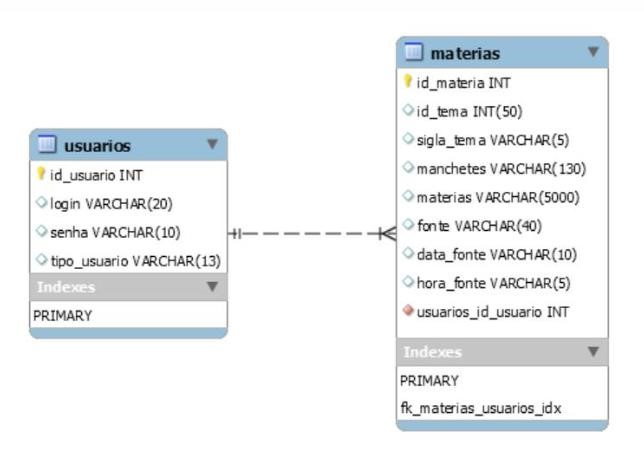 usuarios
id_usuario INT
login VARCHAR(20)
senha VARCHAR(10)
tipo_usuario VARCHAR(13)
Indexes
PRIMARY
materias
id_materia INT
id_tema INT(50)
sigla_tema VARCHAR(5)
manchetes VARCHAR(130)
materias VARCHAR(5000)
fonte VARCHAR(40)
data_fonte VARCHAR(10)
hora_fonte VARCHAR(5)
usuarios_id_usuario INT
Indexes
PRIMARY
fk_materias_usuarios_idx